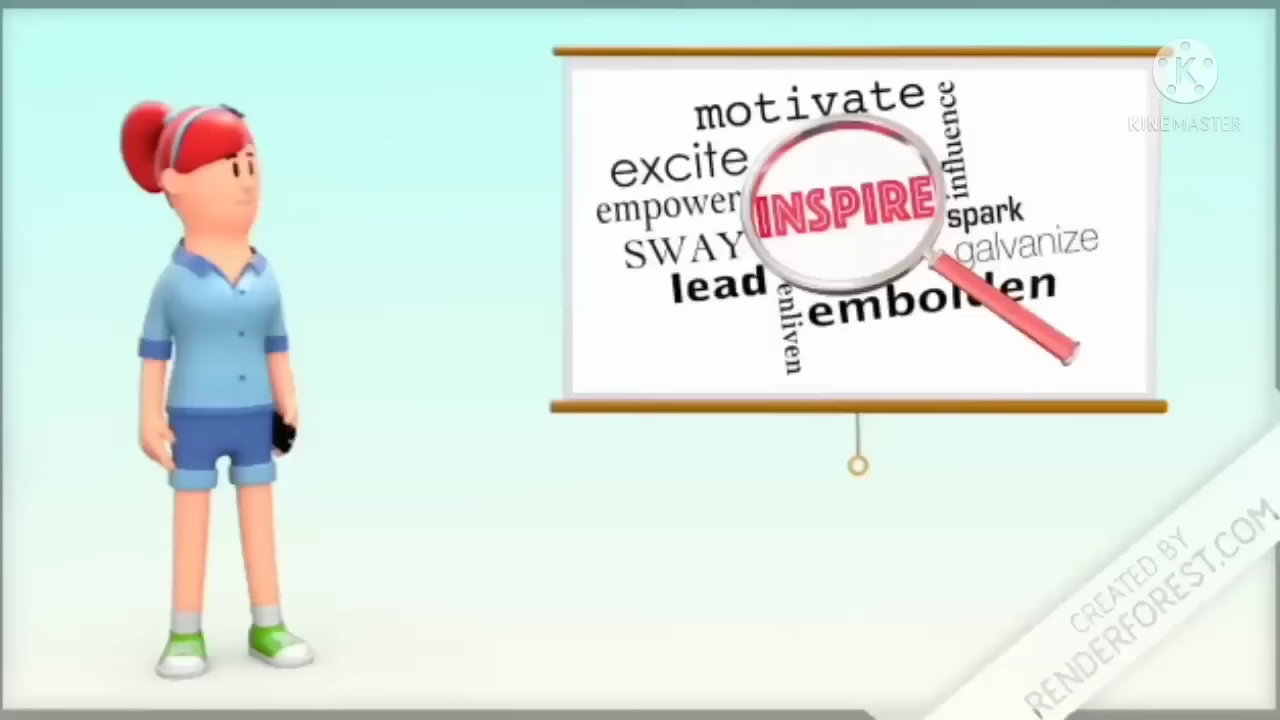 motivate
influence
excite
empower
INSPIRE
spark
SWAY
galvanize
lead
embolden
enliven
K
KINEMASTER
CREATED BY
RENDERFOREST.COM